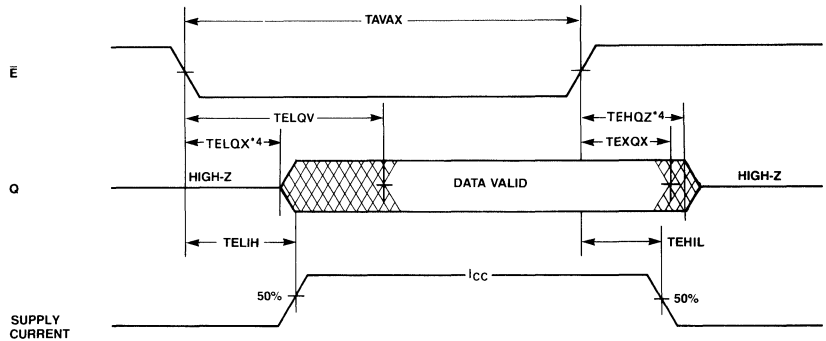 TAVAX
Ē
TELQV
TEHQZ*4
TELQX*4
TEXQX
HIGH-Z
DATA VALID
HIGH-Z
Q
TELIH
TEHIL
ICC
50%
50%
SUPPLY
CURRENT